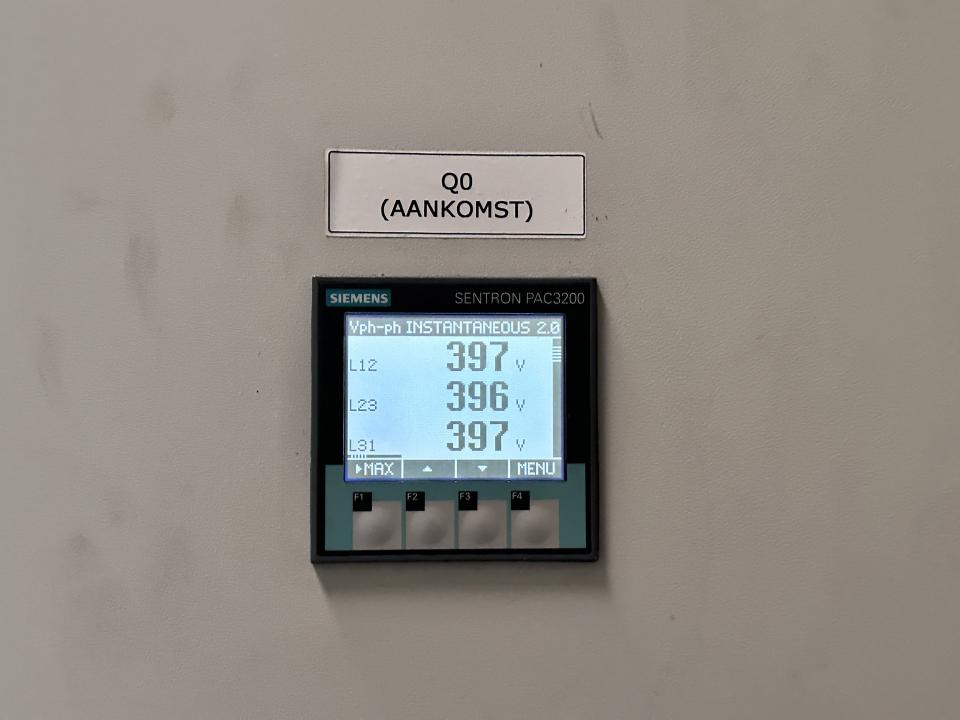 Q0
(AANKOMST)
SIEMENS SENTRON PAC3200
Vph-ph INSTANTANEOUS 2.0
L12 397 V
L23 396 V
L31 397 V
▸MAX ▲ ▼ MENU
F1 F2 F3 F4